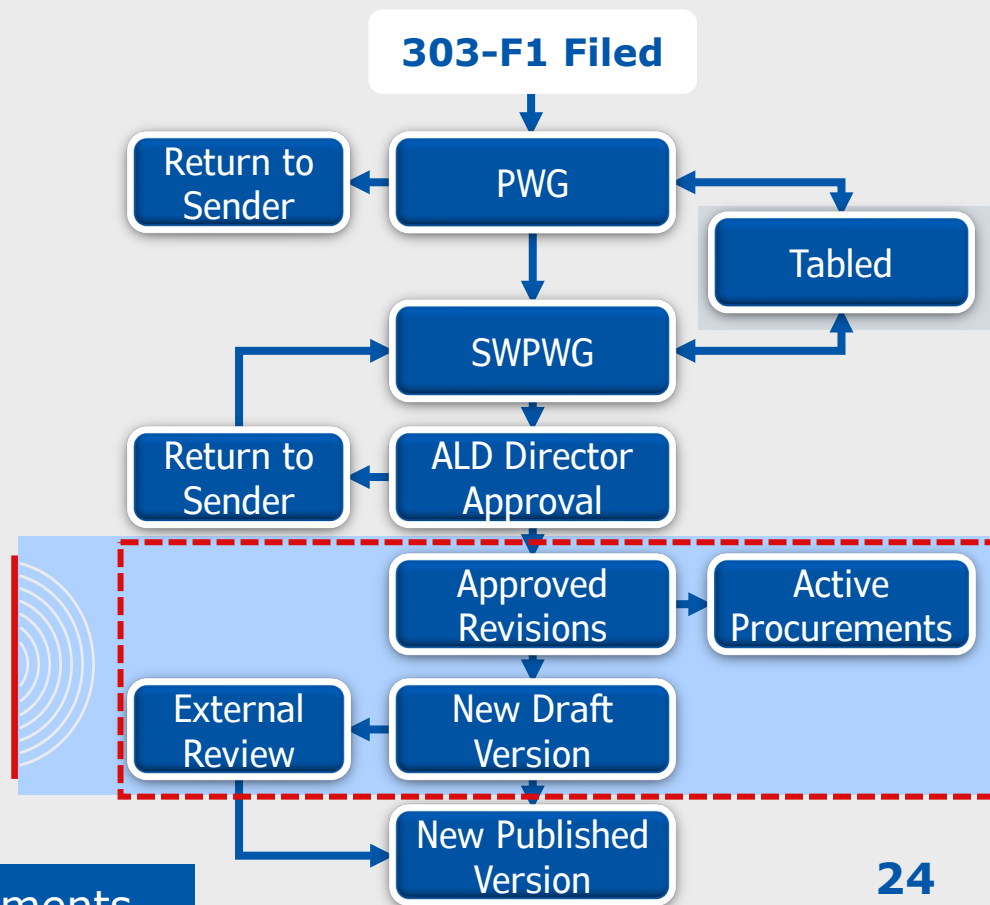 303-F1 Filed
Return to
Sender
PWG
Tabled
SWPWG
Return to
Sender
ALD Director
Approval
Approved
Revisions
Active
Procurements
External
Review
New Draft
Version
New Published
Version
24